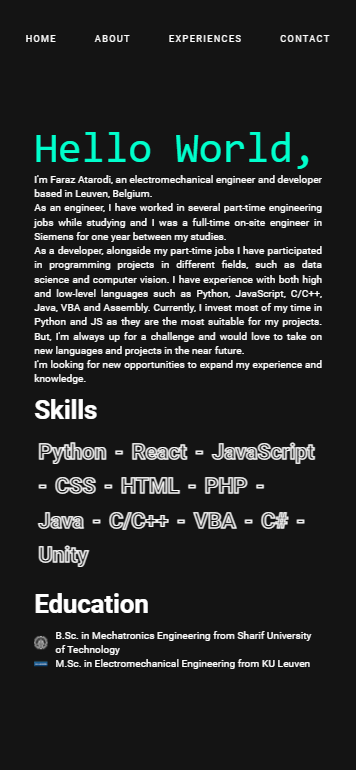 HOME ABOUT EXPERIENCES CONTACT
Hello World,
I'm Faraz Atarodi, an electromechanical engineer and developer
based in Leuven, Belgium.
As an engineer, I have worked in several part-time engineering
jobs while studying and I was a full-time on-site engineer in
Siemens for one year between my studies.
As a developer, alongside my part-time jobs I have participated
in programming projects in different fields, such as data
science and computer vision. I have experience with both high
and low-level languages such as Python, JavaScript, C/C++,
Java, VBA and Assembly. Currently, I invest most of my time in
Python and JS as they are the most suitable for my projects.
But, I'm always up for a challenge and would love to take on
new languages and projects in the near future.
I'm looking for new opportunities to expand my experience and
knowledge.
Skills
Python - React - JavaScript
- CSS - HTML - PHP -
Java - C/C++ - VBA - C# -
Unity
Education
B.Sc. in Mechatronics Engineering from Sharif University
of Technology
M.Sc. in Electromechanical Engineering from KU Leuven